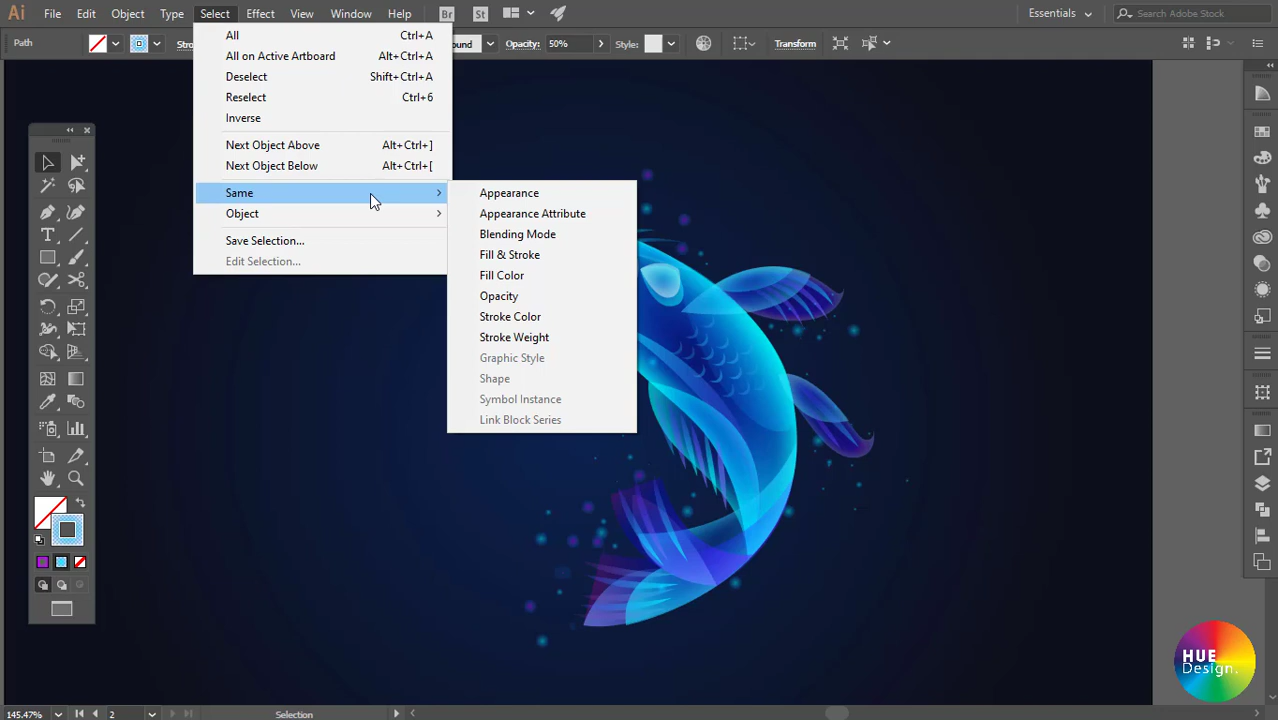 Ai File Edit Object Type Select Effect View Window Help Br St Essentials Search Adobe Stock
Path Stro ound Opacity: 50% Style: Transform
All Ctrl+A
All on Active Artboard Alt+Ctrl+A
Deselect Shift+Ctrl+A
Reselect Ctrl+6
Inverse
Next Object Above Alt+Ctrl+]
Next Object Below Alt+Ctrl+[
Same
Object
Save Selection...
Edit Selection...
Appearance
Appearance Attribute
Blending Mode
Fill & Stroke
Fill Color
Opacity
Stroke Color
Stroke Weight
Graphic Style
Shape
Symbol Instance
Link Block Series
HUE
Design.
145.47% 2 Selection